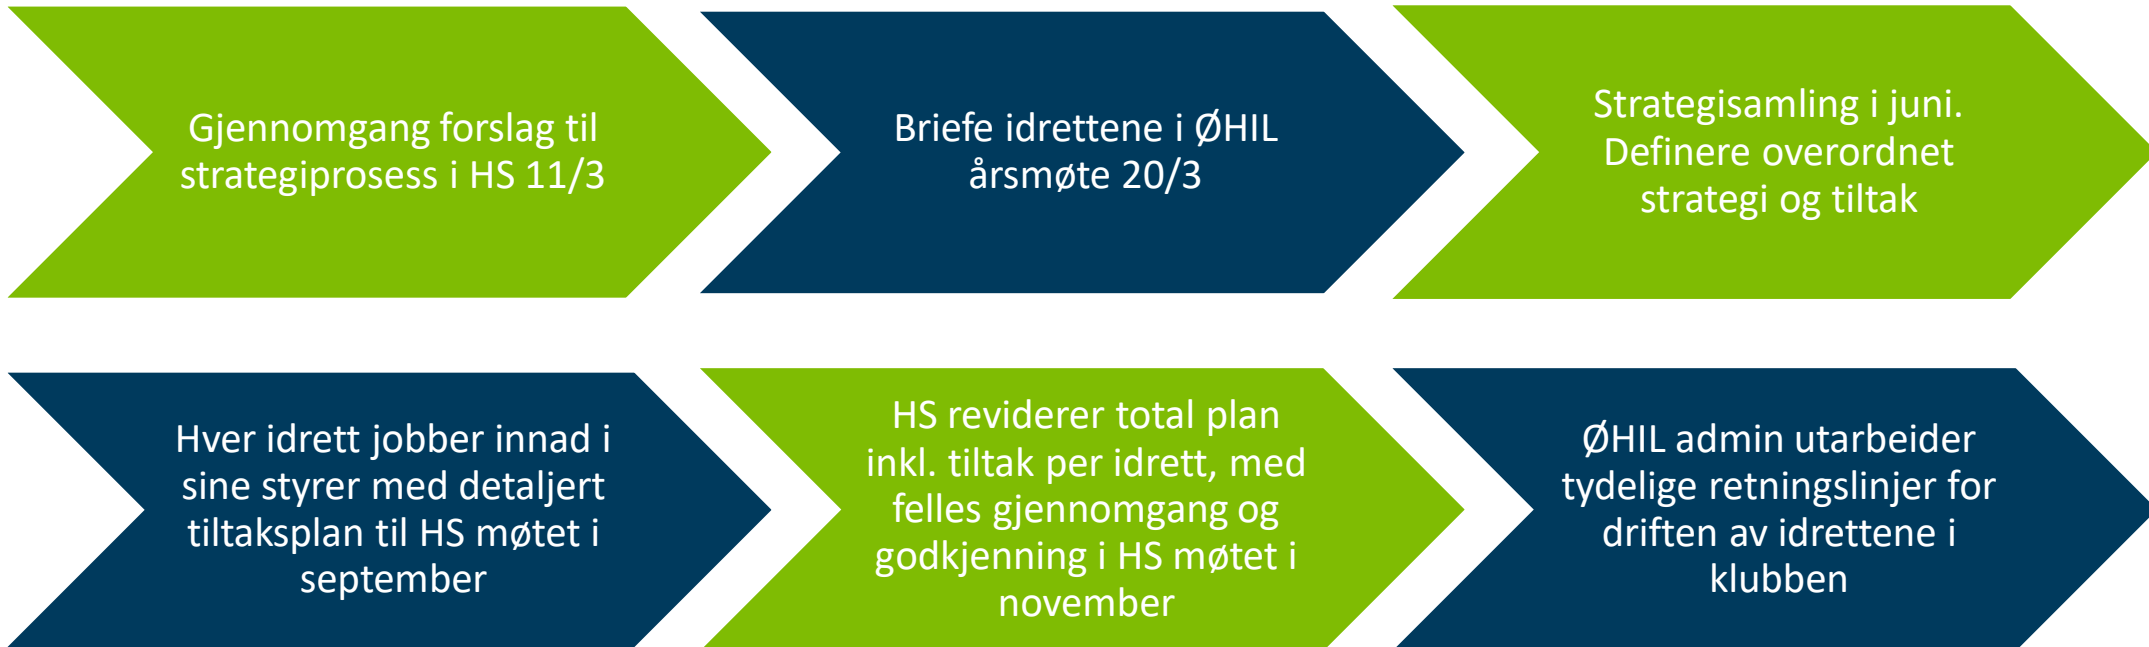 Gjennomgang forslag til
strategiprosess i HS 11/3
Briefe idrettene i ØHIL
årsmøte 20/3
Strategisamling i juni.
Definere overordnet
strategi og tiltak
Hver idrett jobber innad i
sine styrer med detaljert
tiltaksplan til HS møtet i
september
HS reviderer total plan
inkl. tiltak per idrett, med
felles gjennomgang og
godkjenning i HS møtet i
november
ØHIL admin utarbeider
tydelige retningslinjer for
driften av idrettene i
klubben